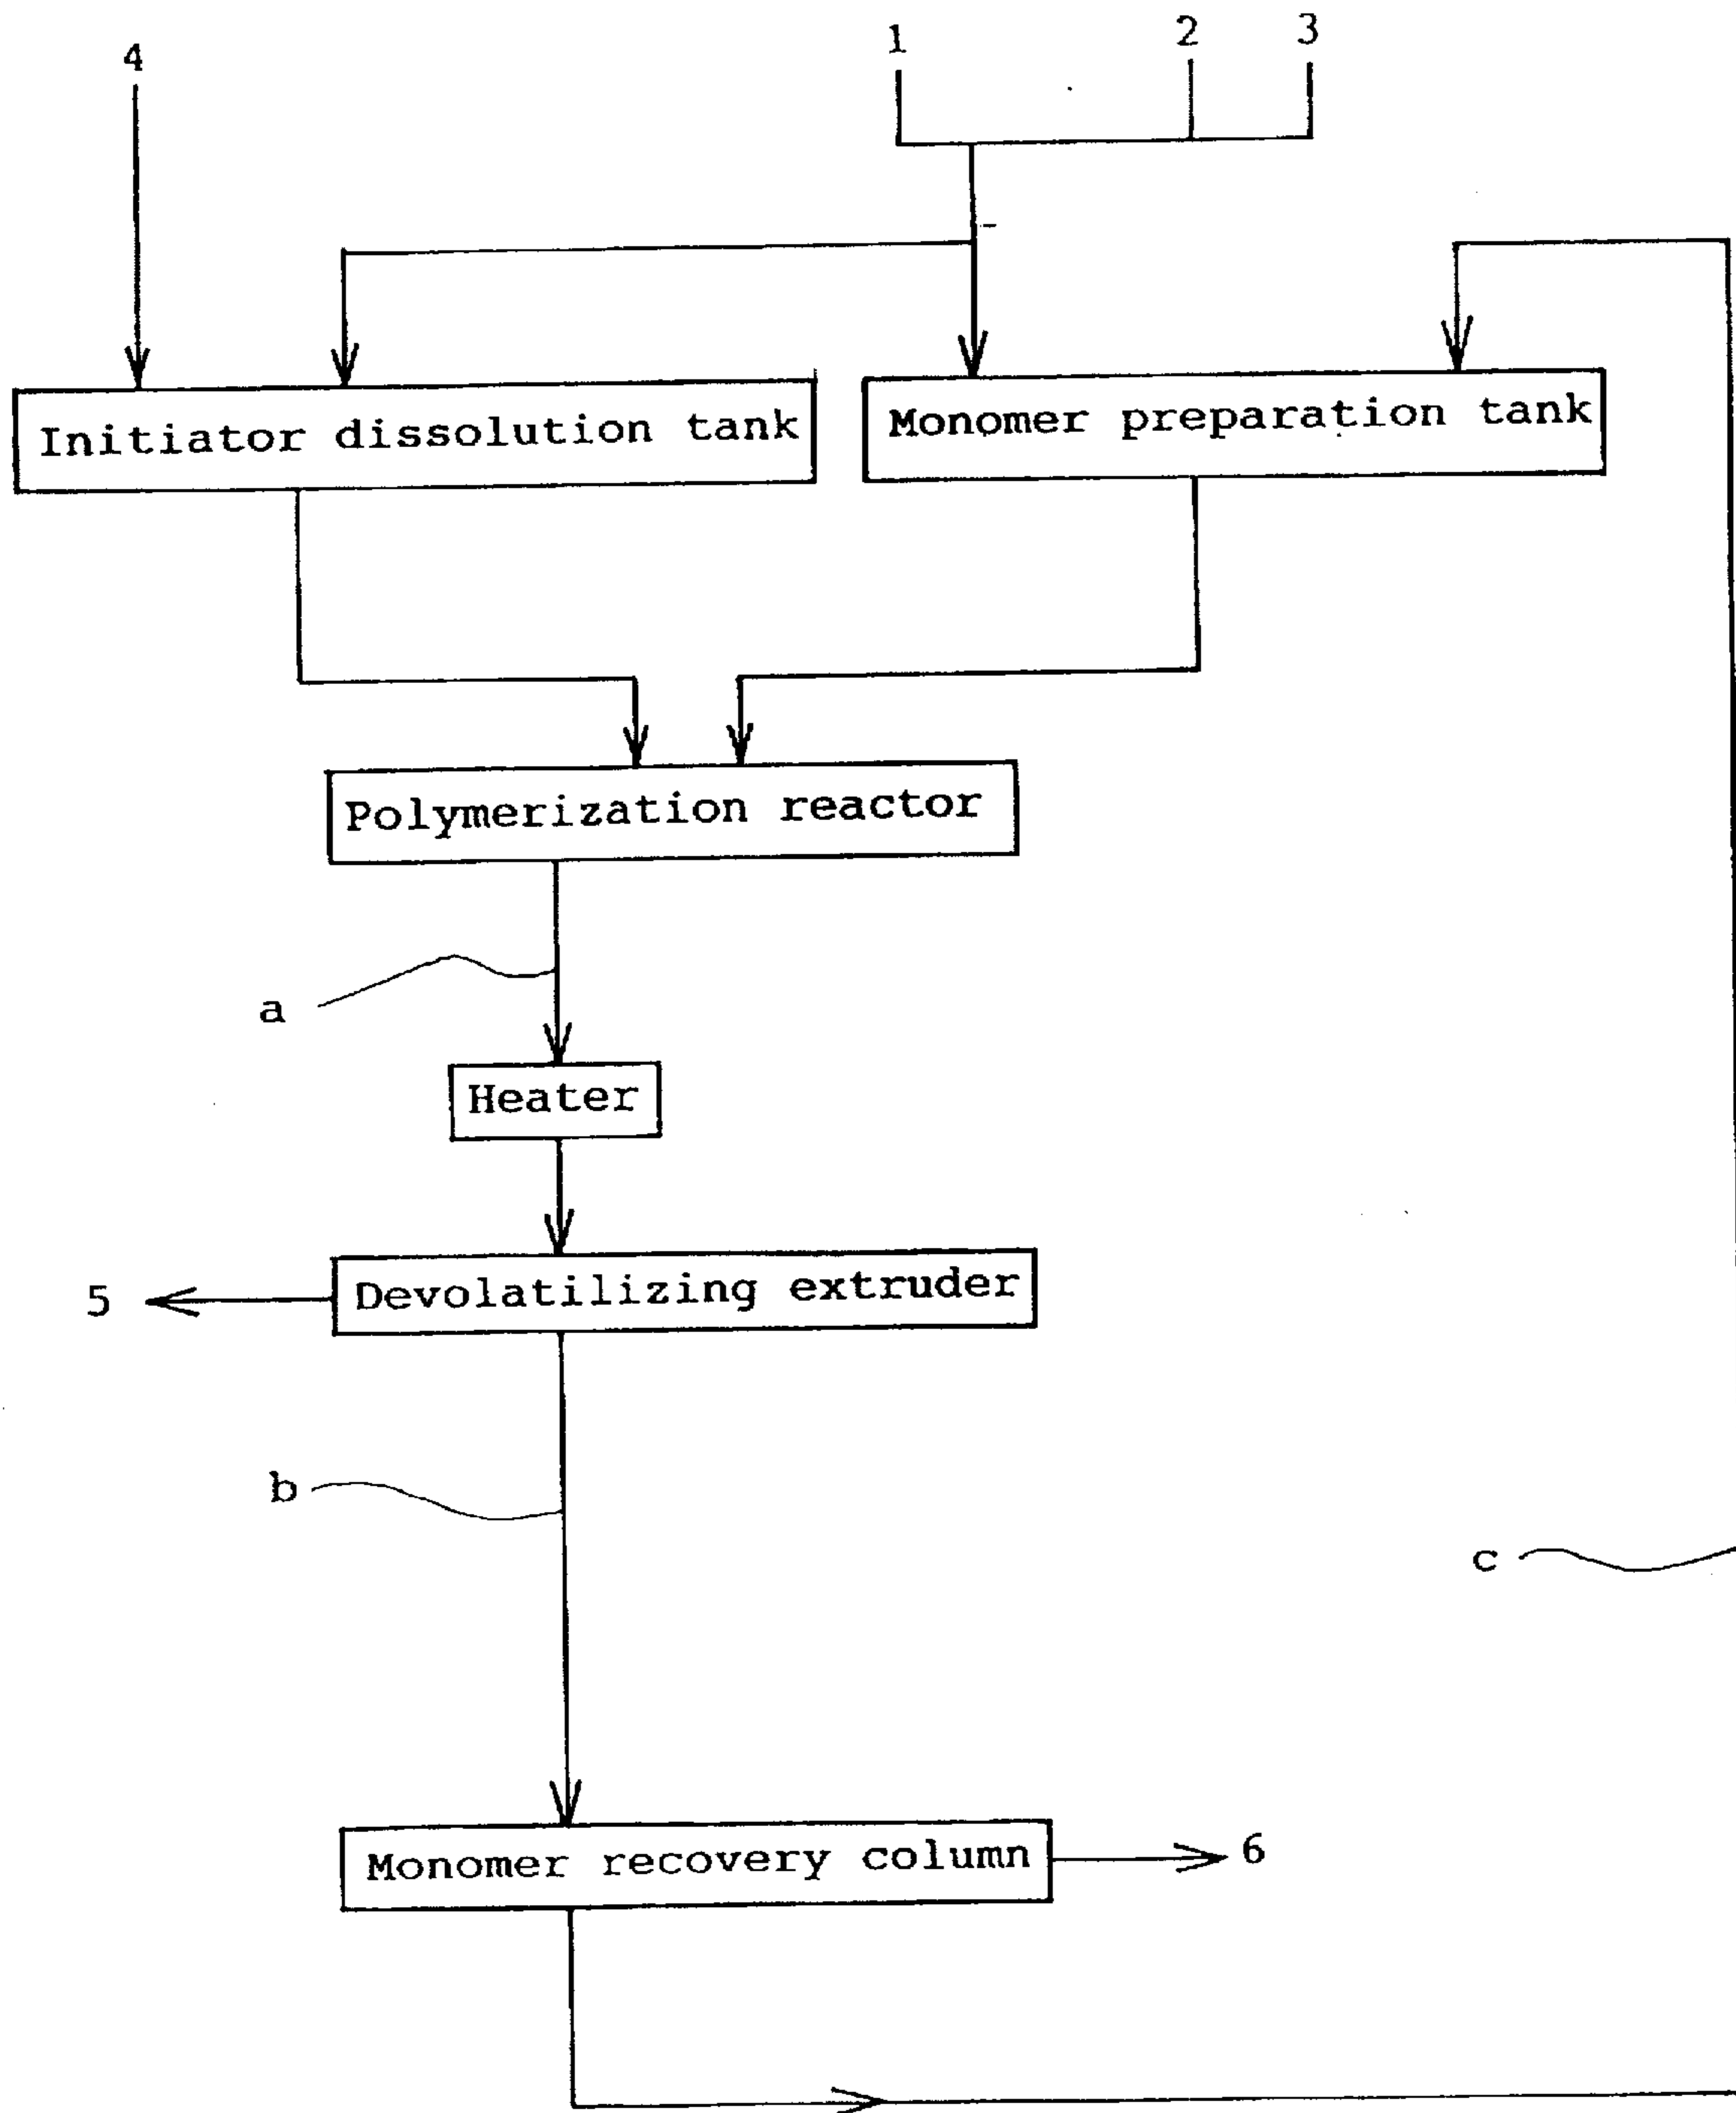 4
1
2
3
Initiator dissolution tank
Monomer preparation tank
Polymerization reactor
a
Heater
5
Devolatilizing extruder
b
c
Monomer recovery column
6